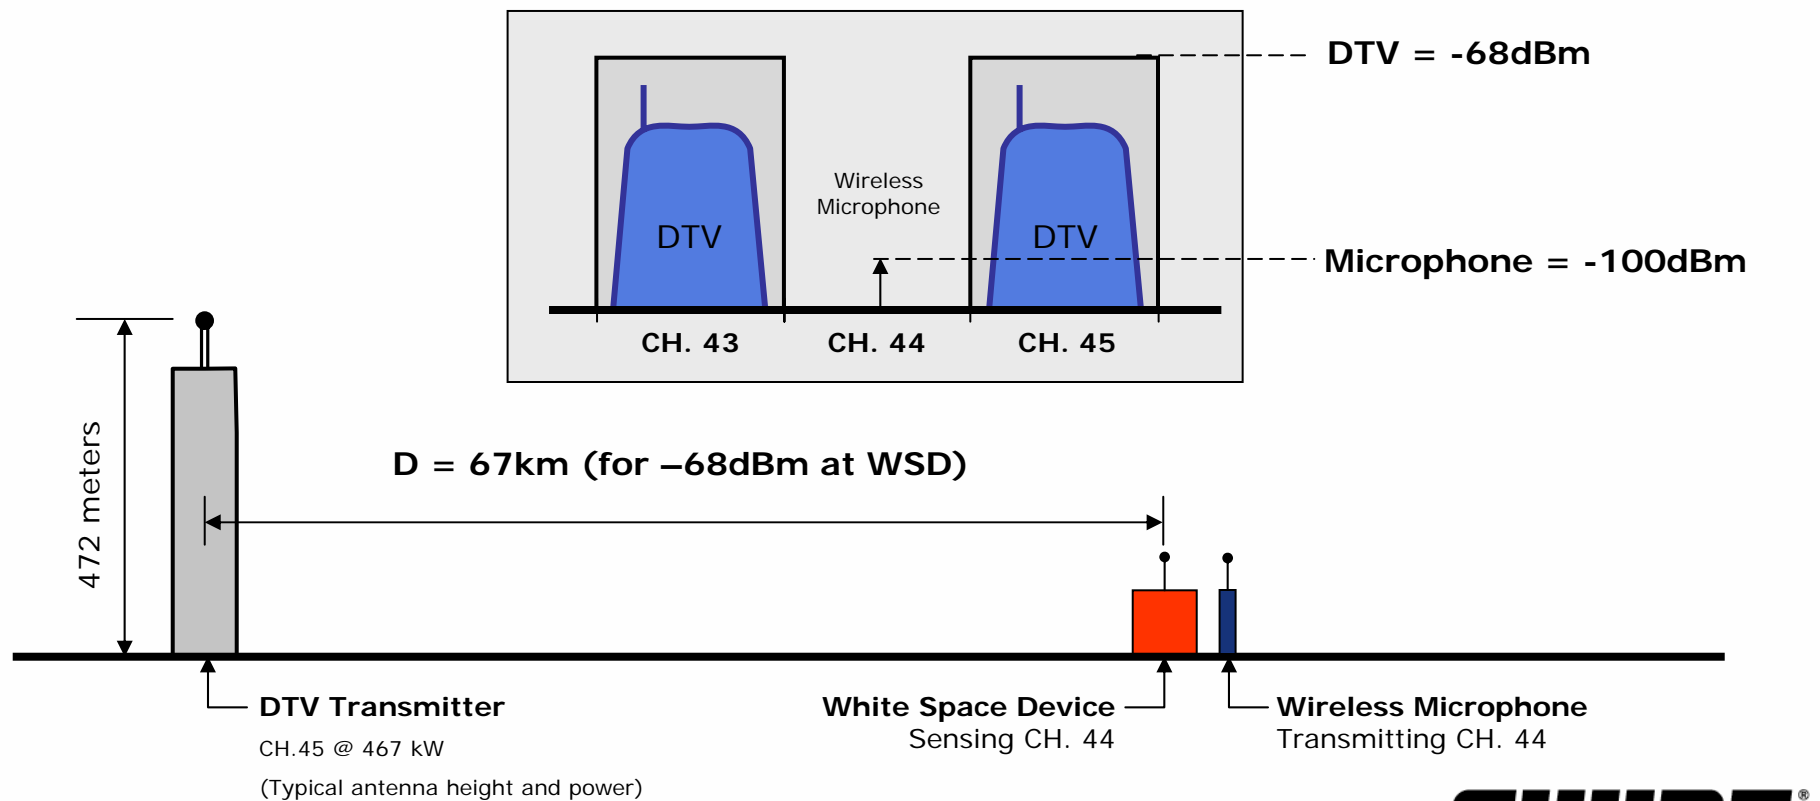 DTV = -68dBm
Wireless
Microphone
DTV
DTV
Microphone = -100dBm
CH. 43
CH. 44
CH. 45
472 meters
D = 67km (for –68dBm at WSD)
DTV Transmitter
CH.45 @ 467 kW
(Typical antenna height and power)
White Space Device
Sensing CH. 44
Wireless Microphone
Transmitting CH. 44
®